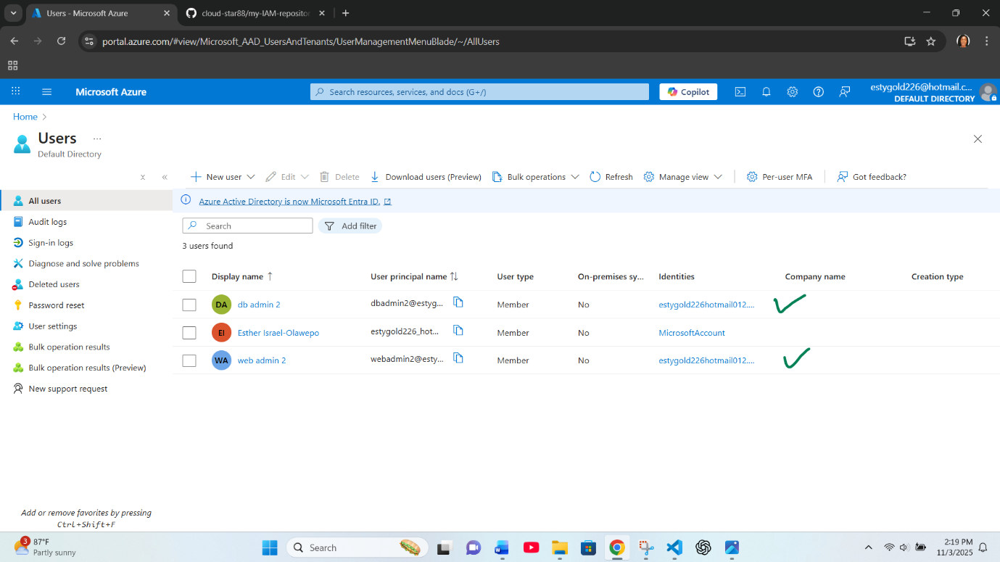 Users - Microsoft Azure
cloud-star88/my-IAM-repositor
portal.azure.com/#view/Microsoft_AAD_UsersAndTenants/UserManagementMenuBlade/~/AllUsers
Microsoft Azure
Search resources, services, and docs (G+/)
Copilot
estygold226@hotmail.c...
DEFAULT DIRECTORY
Home
Users ...
Default Directory
New user
Edit
Delete
Download users (Preview)
Bulk operations
Refresh
Manage view
Per-user MFA
Got feedback?
All users
Audit logs
Sign-in logs
Diagnose and solve problems
Deleted users
Password reset
User settings
Bulk operation results
Bulk operation results (Preview)
New support request
Azure Active Directory is now Microsoft Entra ID.
Search
Add filter
3 users found
Display name ↑ User principal name ↑↓ User type On-premises sy... Identities Company name Creation type
DA db admin 2 dbadmin2@estyg... Member No estygold226hotmail012....
EI Esther Israel-Olawepo estygold226_hot... Member No MicrosoftAccount
WA web admin 2 webadmin2@esty... Member No estygold226hotmail012....
Add or remove favorites by pressing
Ctrl+Shift+F
3
87°F
Partly sunny
Search
2:19 PM
11/3/2025